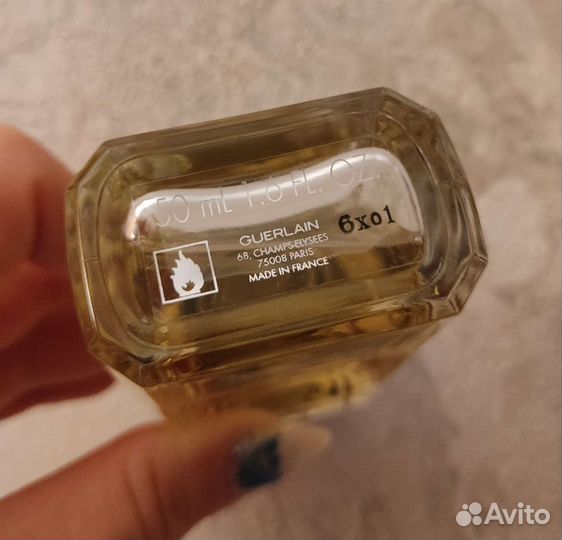 50 mL 1.6 FL. OZ.
GUERLAIN
68, CHAMPS-ELYSEES
75008 PARIS
MADE IN FRANCE
6x01
Avito